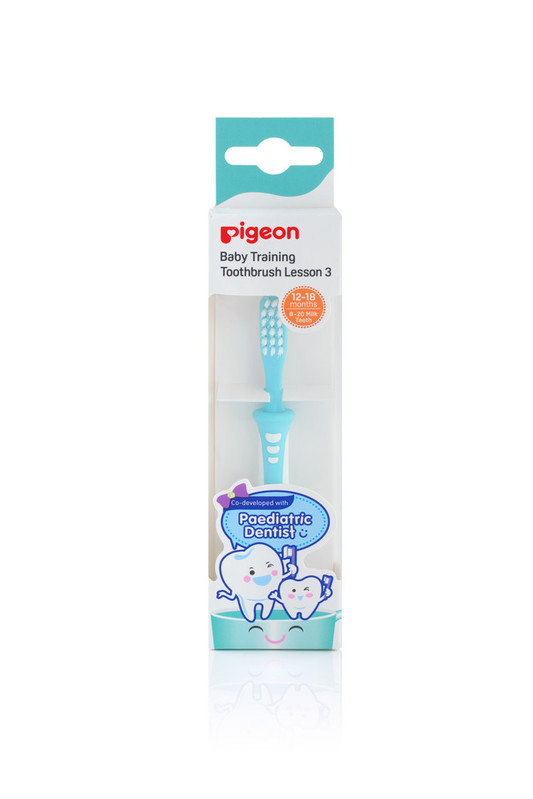 Pigeon
Baby Training
Toothbrush Lesson 3
12-18
months
8-20 Milk
Teeth
Co-developed with
Paediatric
Dentist